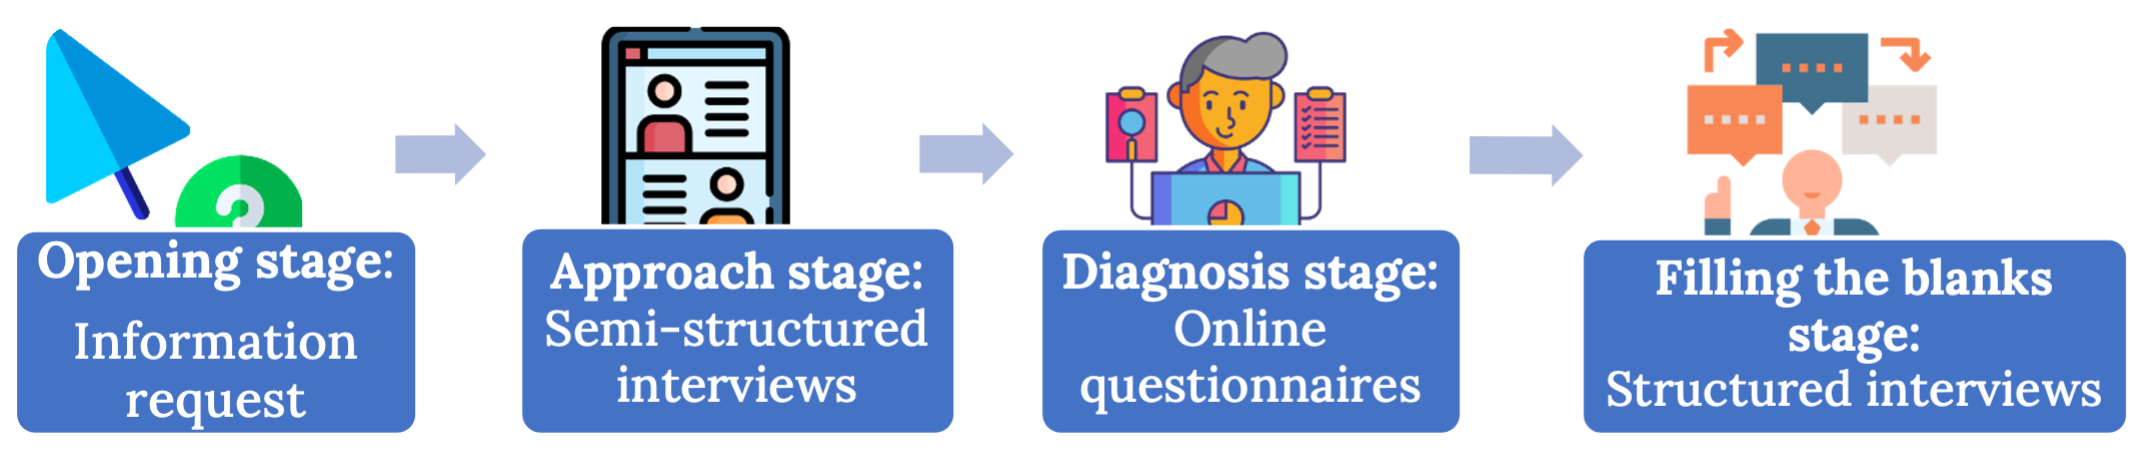 Opening stage:
Information
request
Approach stage:
Semi-structured
interviews
Diagnosis stage:
Online
questionnaires
Filling the blanks
stage:
Structured interviews